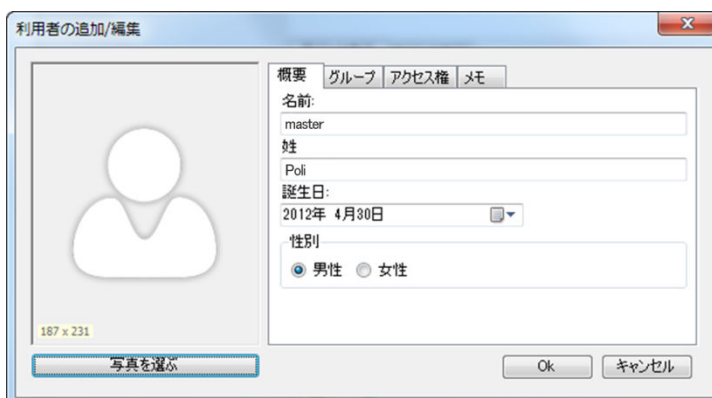 利用者の追加/編集
概要 グループ アクセス権 メモ
名前:
master
姓
Poli
誕生日:
2012年 4月30日
性別
男性 女性
187 x 231
写真を選ぶ
Ok キャンセル